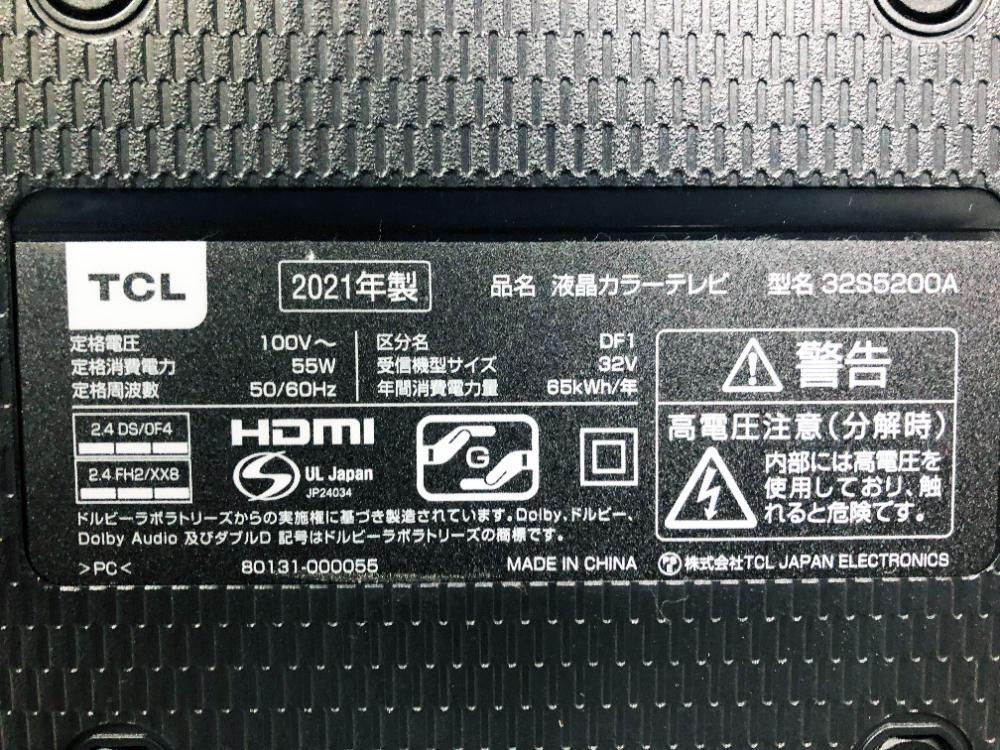 TCL
2021年製
品名 液晶カラーテレビ 型名 32S5200A
定格電圧 100V～
定格消費電力 55W
定格周波数 50/60Hz
区分名 DF1
受信機型サイズ 32V
年間消費電力量 65kWh/年
2.4 DS/OF4
2.4 FH2/XX8
HDMI
S
UL Japan
JP24034
G
警告
高電圧注意(分解時)
内部には高電圧を
使用しており、触
れると危険です。
ドルビーラボラトリーズからの実施権に基づき製造されています。Dolby、ドルビー、
Dolby Audio 及びダブルD 記号はドルビーラボラトリーズの商標です。
>PC< 80131-000055 MADE IN CHINA 株式会社TCL JAPAN ELECTRONICS